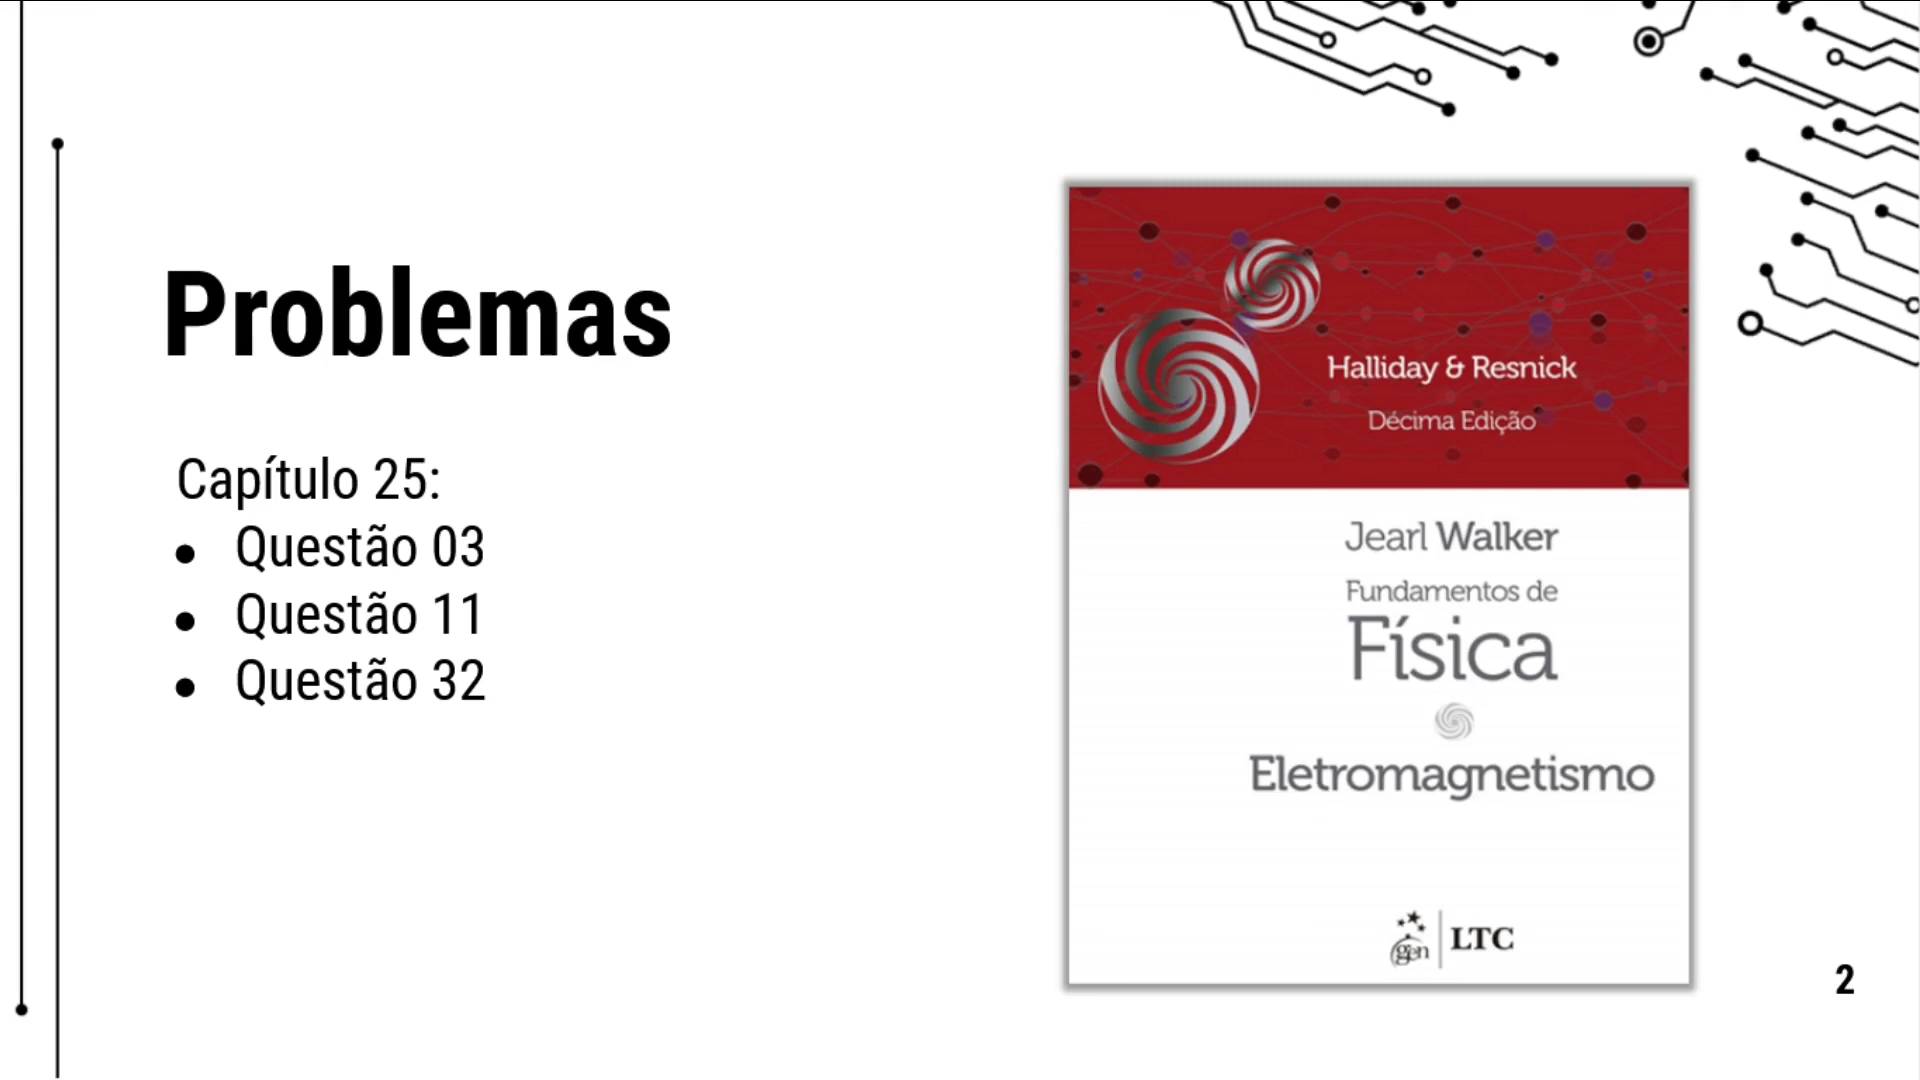 Problemas
Capítulo 25:
● Questão 03
● Questão 11
● Questão 32
Halliday & Resnick
Décima Edição
Jearl Walker
Fundamentos de
Física
Eletromagnetismo
gen | LTC
2